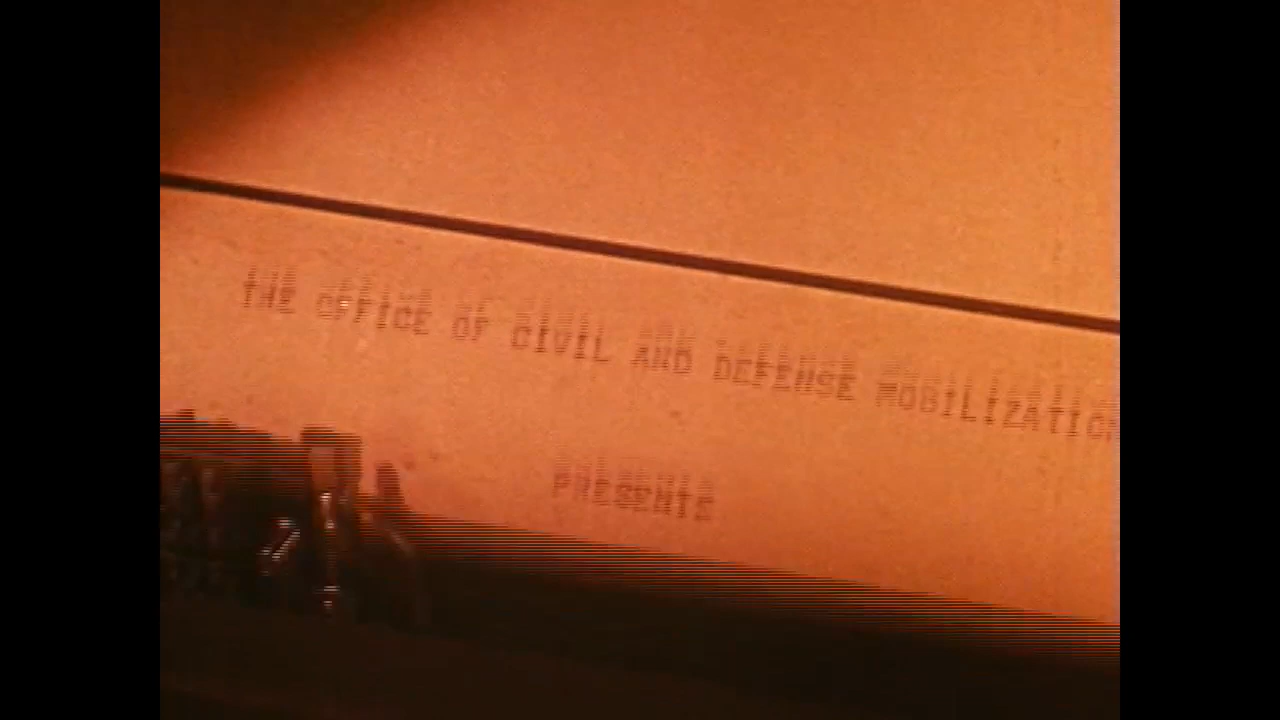 THE OFFICE OF CIVIL AND DEFENSE MOBILIZATION
PRESENTS